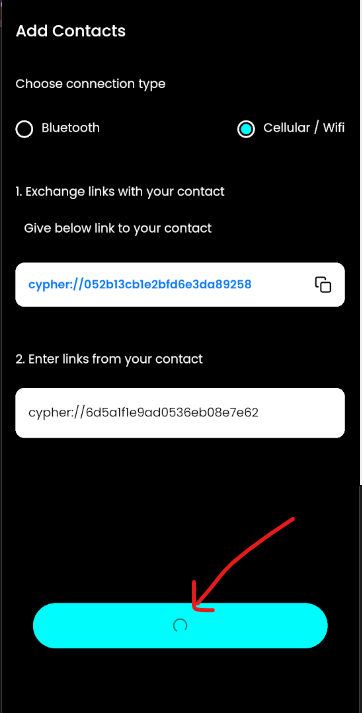 Add Contacts
Choose connection type
Bluetooth
Cellular / Wifi
1. Exchange links with your contact
Give below link to your contact
cypher://052b13cb1e2bfd6e3da89258
2. Enter links from your contact
cypher://6d5a1f1e9ad0536eb08e7e62